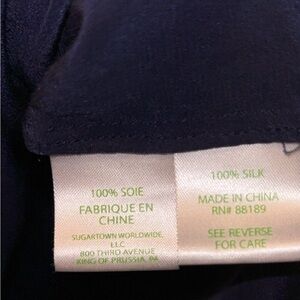 100% SOIE
FABRIQUE EN
CHINE
SUGARTOWN WORLDWIDE,
LLC
800 THIRD AVENUE
KING OF PRUSSIA, PA
100% SILK
MADE IN CHINA
RN# 88189
SEE REVERSE
FOR CARE